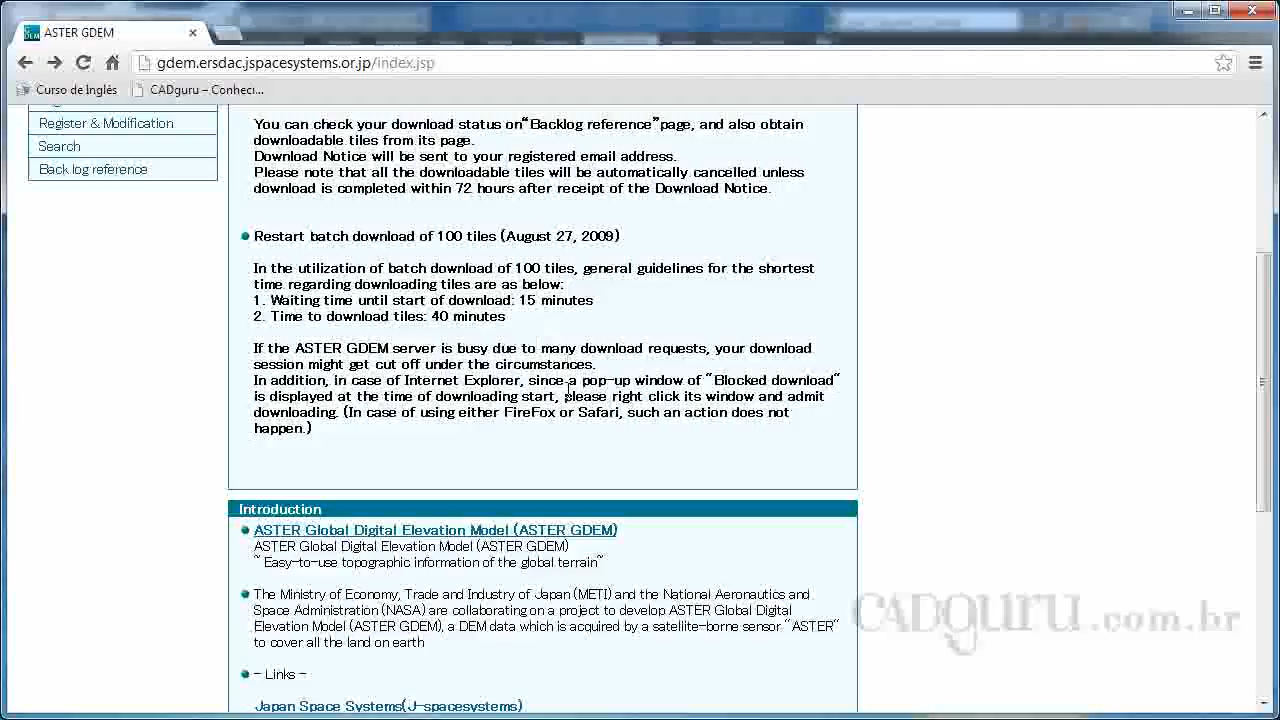 ASTER GDEM
gdem.ersdac.jspacesystems.or.jp/index.jsp
Curso de Inglês
CADguru – Conheci...
Register & Modification
Search
Back log reference
You can check your download status on“Backlog reference”page, and also obtain
downloadable tiles from its page.
Download Notice will be sent to your registered email address.
Please note that all the downloadable tiles will be automatically cancelled unless
download is completed within 72 hours after receipt of the Download Notice.
Restart batch download of 100 tiles (August 27, 2009)
In the utilization of batch download of 100 tiles, general guidelines for the shortest
time regarding downloading tiles are as below:
1. Waiting time until start of download: 15 minutes
2. Time to download tiles: 40 minutes
If the ASTER GDEM server is busy due to many download requests, your download
session might get cut off under the circumstances.
In addition, in case of Internet Explorer, since a pop-up window of "Blocked download"
is displayed at the time of downloading start, please right click its window and admit
downloading. (In case of using either FireFox or Safari, such an action does not
happen.)
Introduction
ASTER Global Digital Elevation Model (ASTER GDEM)
ASTER Global Digital Elevation Model (ASTER GDEM)
~ Easy-to-use topographic information of the global terrain~
The Ministry of Economy, Trade and Industry of Japan (METI) and the National Aeronautics and
Space Administration (NASA) are collaborating on a project to develop ASTER Global Digital
Elevation Model (ASTER GDEM), a DEM data which is acquired by a satellite-borne sensor "ASTER"
to cover all the land on earth
- Links -
Japan Space Systems(J-spacesystems)
CADGURU.com.br